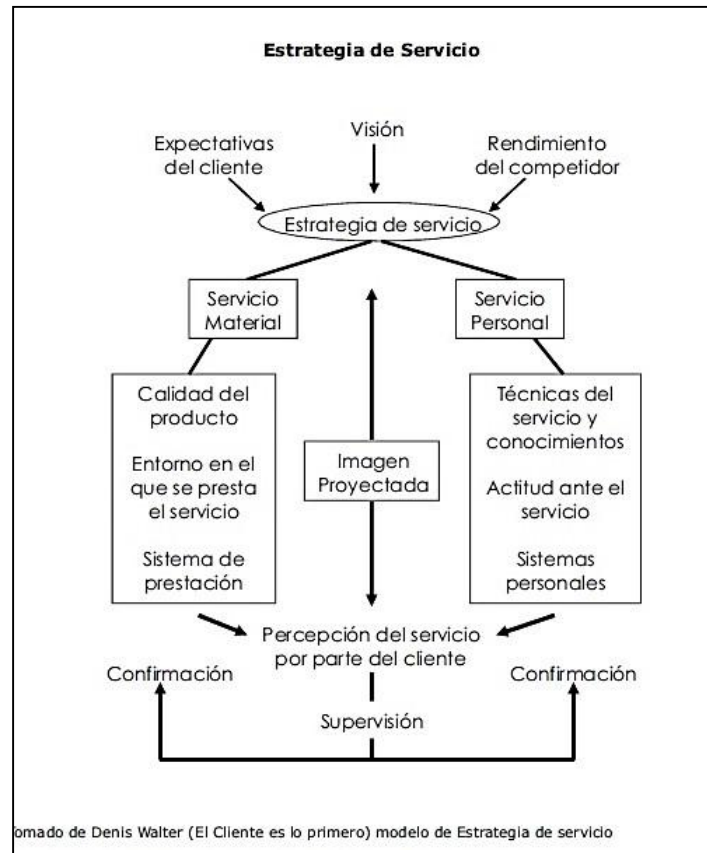 Estrategia de Servicio
Visión
Expectativas
del cliente
Rendimiento
del competidor
Estrategia de servicio
Servicio
Material
Servicio
Personal
Calidad del
producto
Entorno en el
que se presta
el servicio
Sistema de
prestación
Imagen
Proyectada
Técnicas del
servicio y
conocimientos
Actitud ante el
servicio
Sistemas
personales
Percepción del servicio
por parte del cliente
Confirmación
Confirmación
Supervisión
Tomado de Denis Walter (El Cliente es lo primero) modelo de Estrategia de servicio